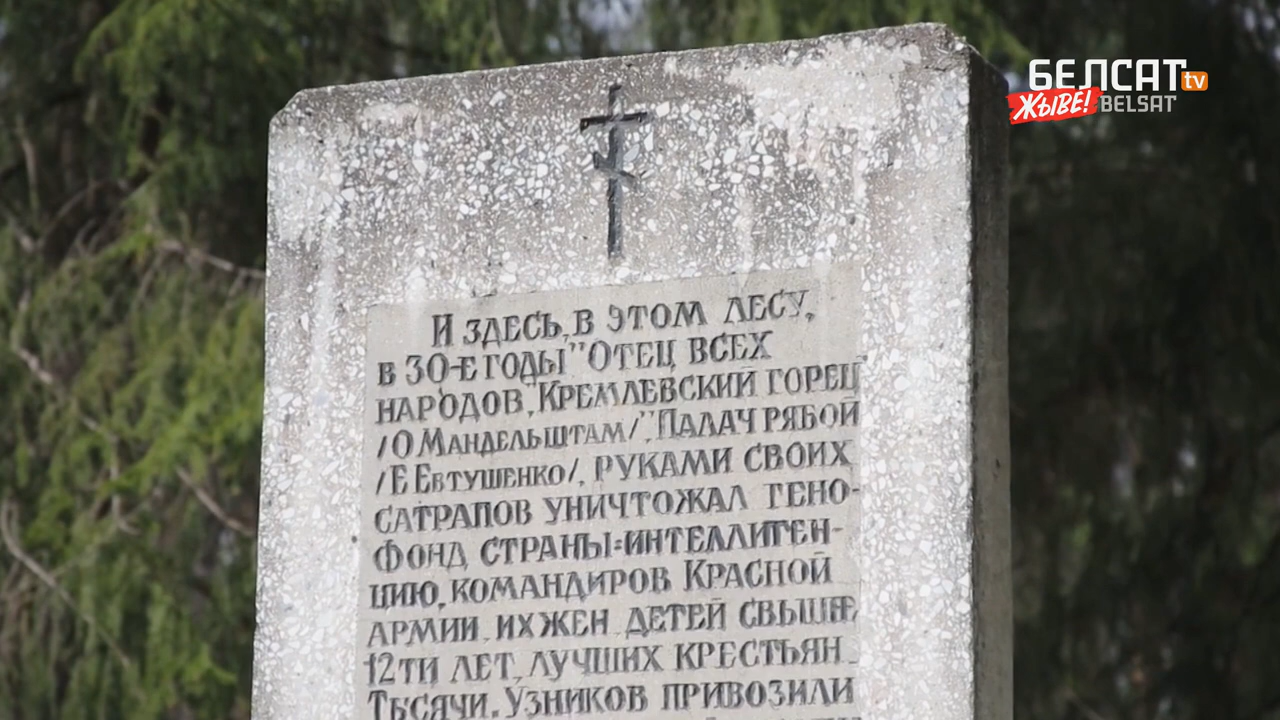 БЕЛСАТ tv
ЖЫВЕ! BELSAT
И ЗДЕСЬ, В ЭТОМ ЛЕСУ,
В 30-Е ГОДЫ "ОТЕЦ ВСЕХ
НАРОДОВ","КРЕМЛЕВСКИЙ ГОРЕЦ"
/О МАНДЕЛЬШТАМ/,"ПАЛАЧ РЯБОЙ"
/Е ЕВТУШЕНКО/, РУКАМИ СВОИХ
САТРАПОВ УНИЧТОЖАЛ ГЕНО-
ФОНД СТРАНЫ:ИНТЕЛЛИГЕН-
ЦИЮ, КОМАНДИРОВ КРАСНОЙ
АРМИИ, ИХ ЖЕН, ДЕТЕЙ СВЫШЕ
12ТИ ЛЕТ, ЛУЧШИХ КРЕСТЬЯН.
ТЫСЯЧИ. УЗНИКОВ ПРИВОЗИЛИ